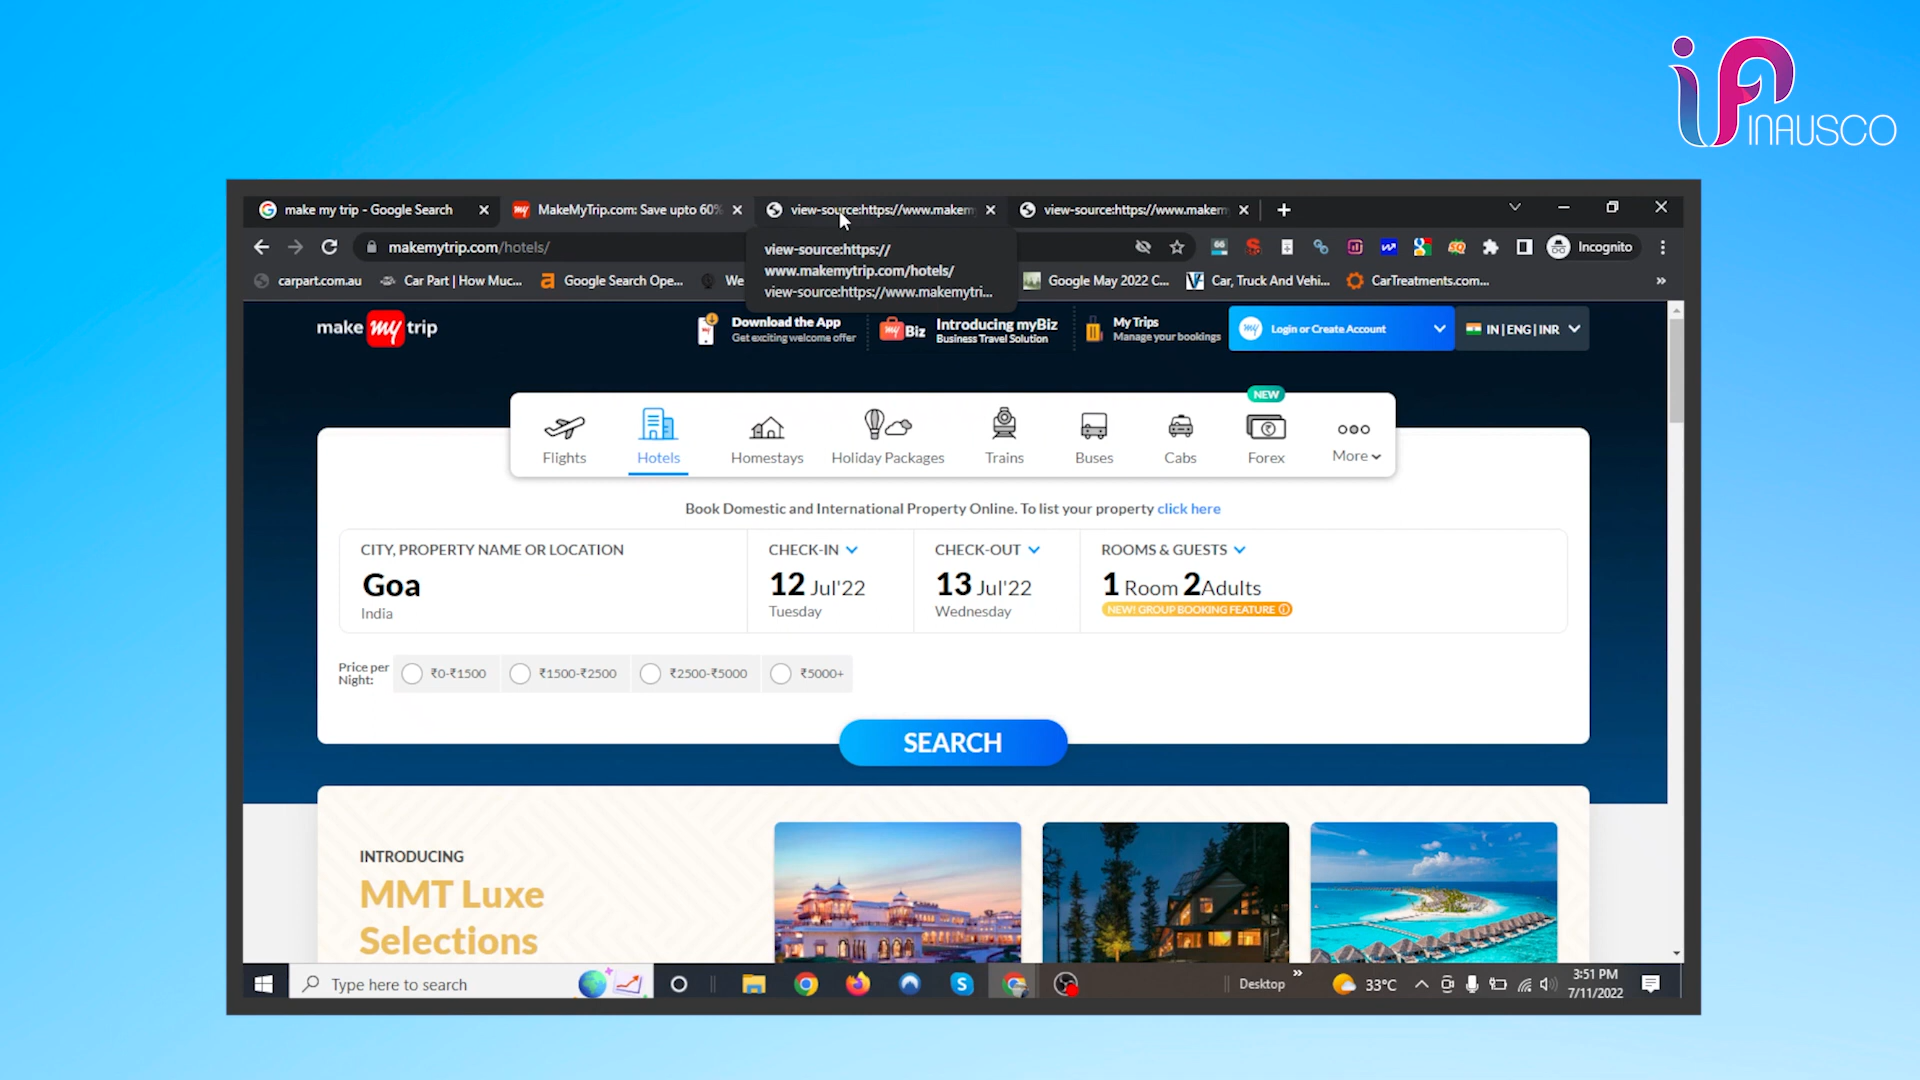 INAUSCO
make my trip - Google Search
MakeMyTrip.com: Save upto 60%
view-source:https://www.makem
view-source:https://www.maken
makemytrip.com/hotels/
Incognito
view-source:https://
www.makemytrip.com/hotels/
view-source:https://www.makemytri...
carpart.com.au
Car Part | How Muc...
Google Search Ope...
We
Google May 2022 C...
Car, Truck And Vehi...
CarTreatments.com...
»
make my trip
Download the App
Get exciting welcome offer
my Biz
Introducing myBiz
Business Travel Solution
My Trips
Manage your bookings
my
Login or Create Account
IN | ENG | INR
NEW
Flights
Hotels
Homestays
Holiday Packages
Trains
Buses
Cabs
Forex
More
Book Domestic and International Property Online. To list your property click here
CITY, PROPERTY NAME OR LOCATION
Goa
India
CHECK-IN
12 Jul'22
Tuesday
CHECK-OUT
13 Jul'22
Wednesday
ROOMS & GUESTS
1 Room 2 Adults
NEW! GROUP BOOKING FEATURE
Price per
Night:
₹0-₹1500
₹1500-₹2500
₹2500-₹5000
₹5000+
SEARCH
INTRODUCING
MMT Luxe
Selections
Type here to search
Desktop
»
33°C
3:51 PM
7/11/2022